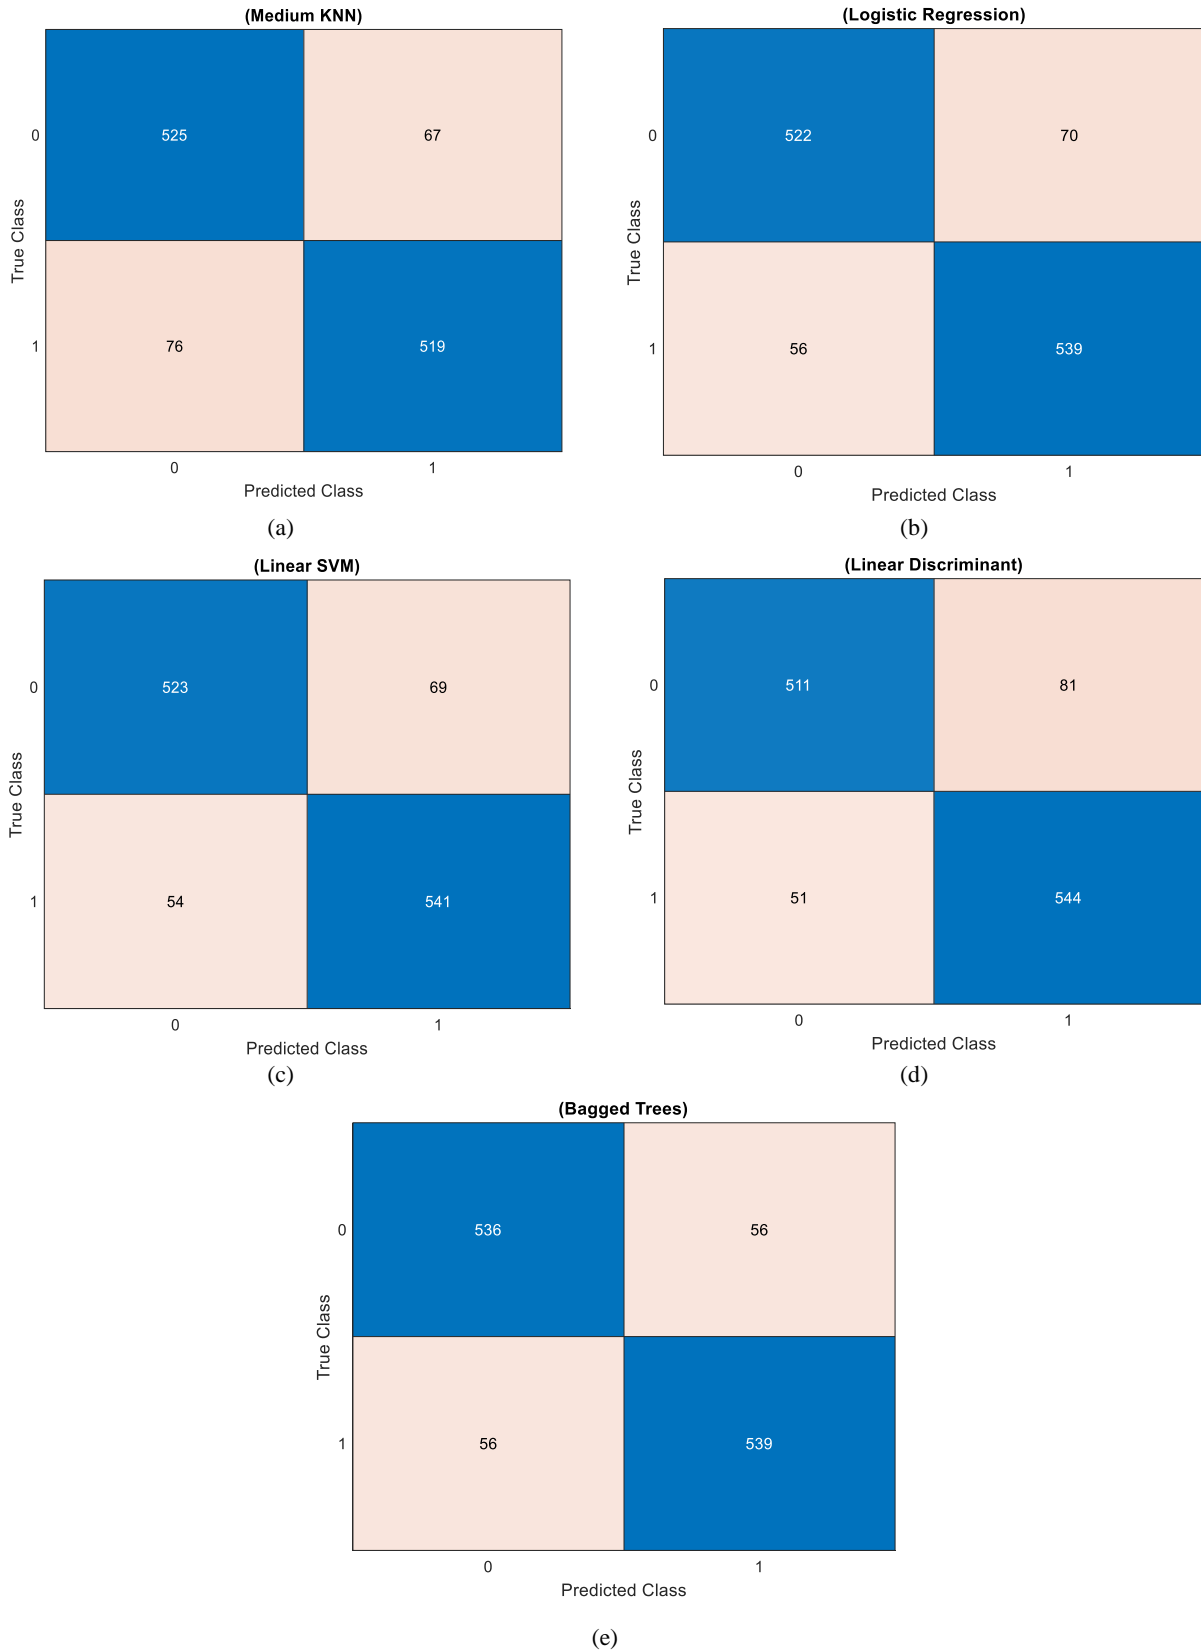 (Medium KNN)
0
525
67
True Class
1
76
519
0
1
Predicted Class
(a)
(Logistic Regression)
0
522
70
True Class
1
56
539
0
1
Predicted Class
(b)
(Linear SVM)
0
523
69
True Class
1
54
541
0
1
Predicted Class
(c)
(Linear Discriminant)
0
511
81
True Class
1
51
544
0
1
Predicted Class
(d)
(Bagged Trees)
0
536
56
True Class
1
56
539
0
1
Predicted Class
(e)